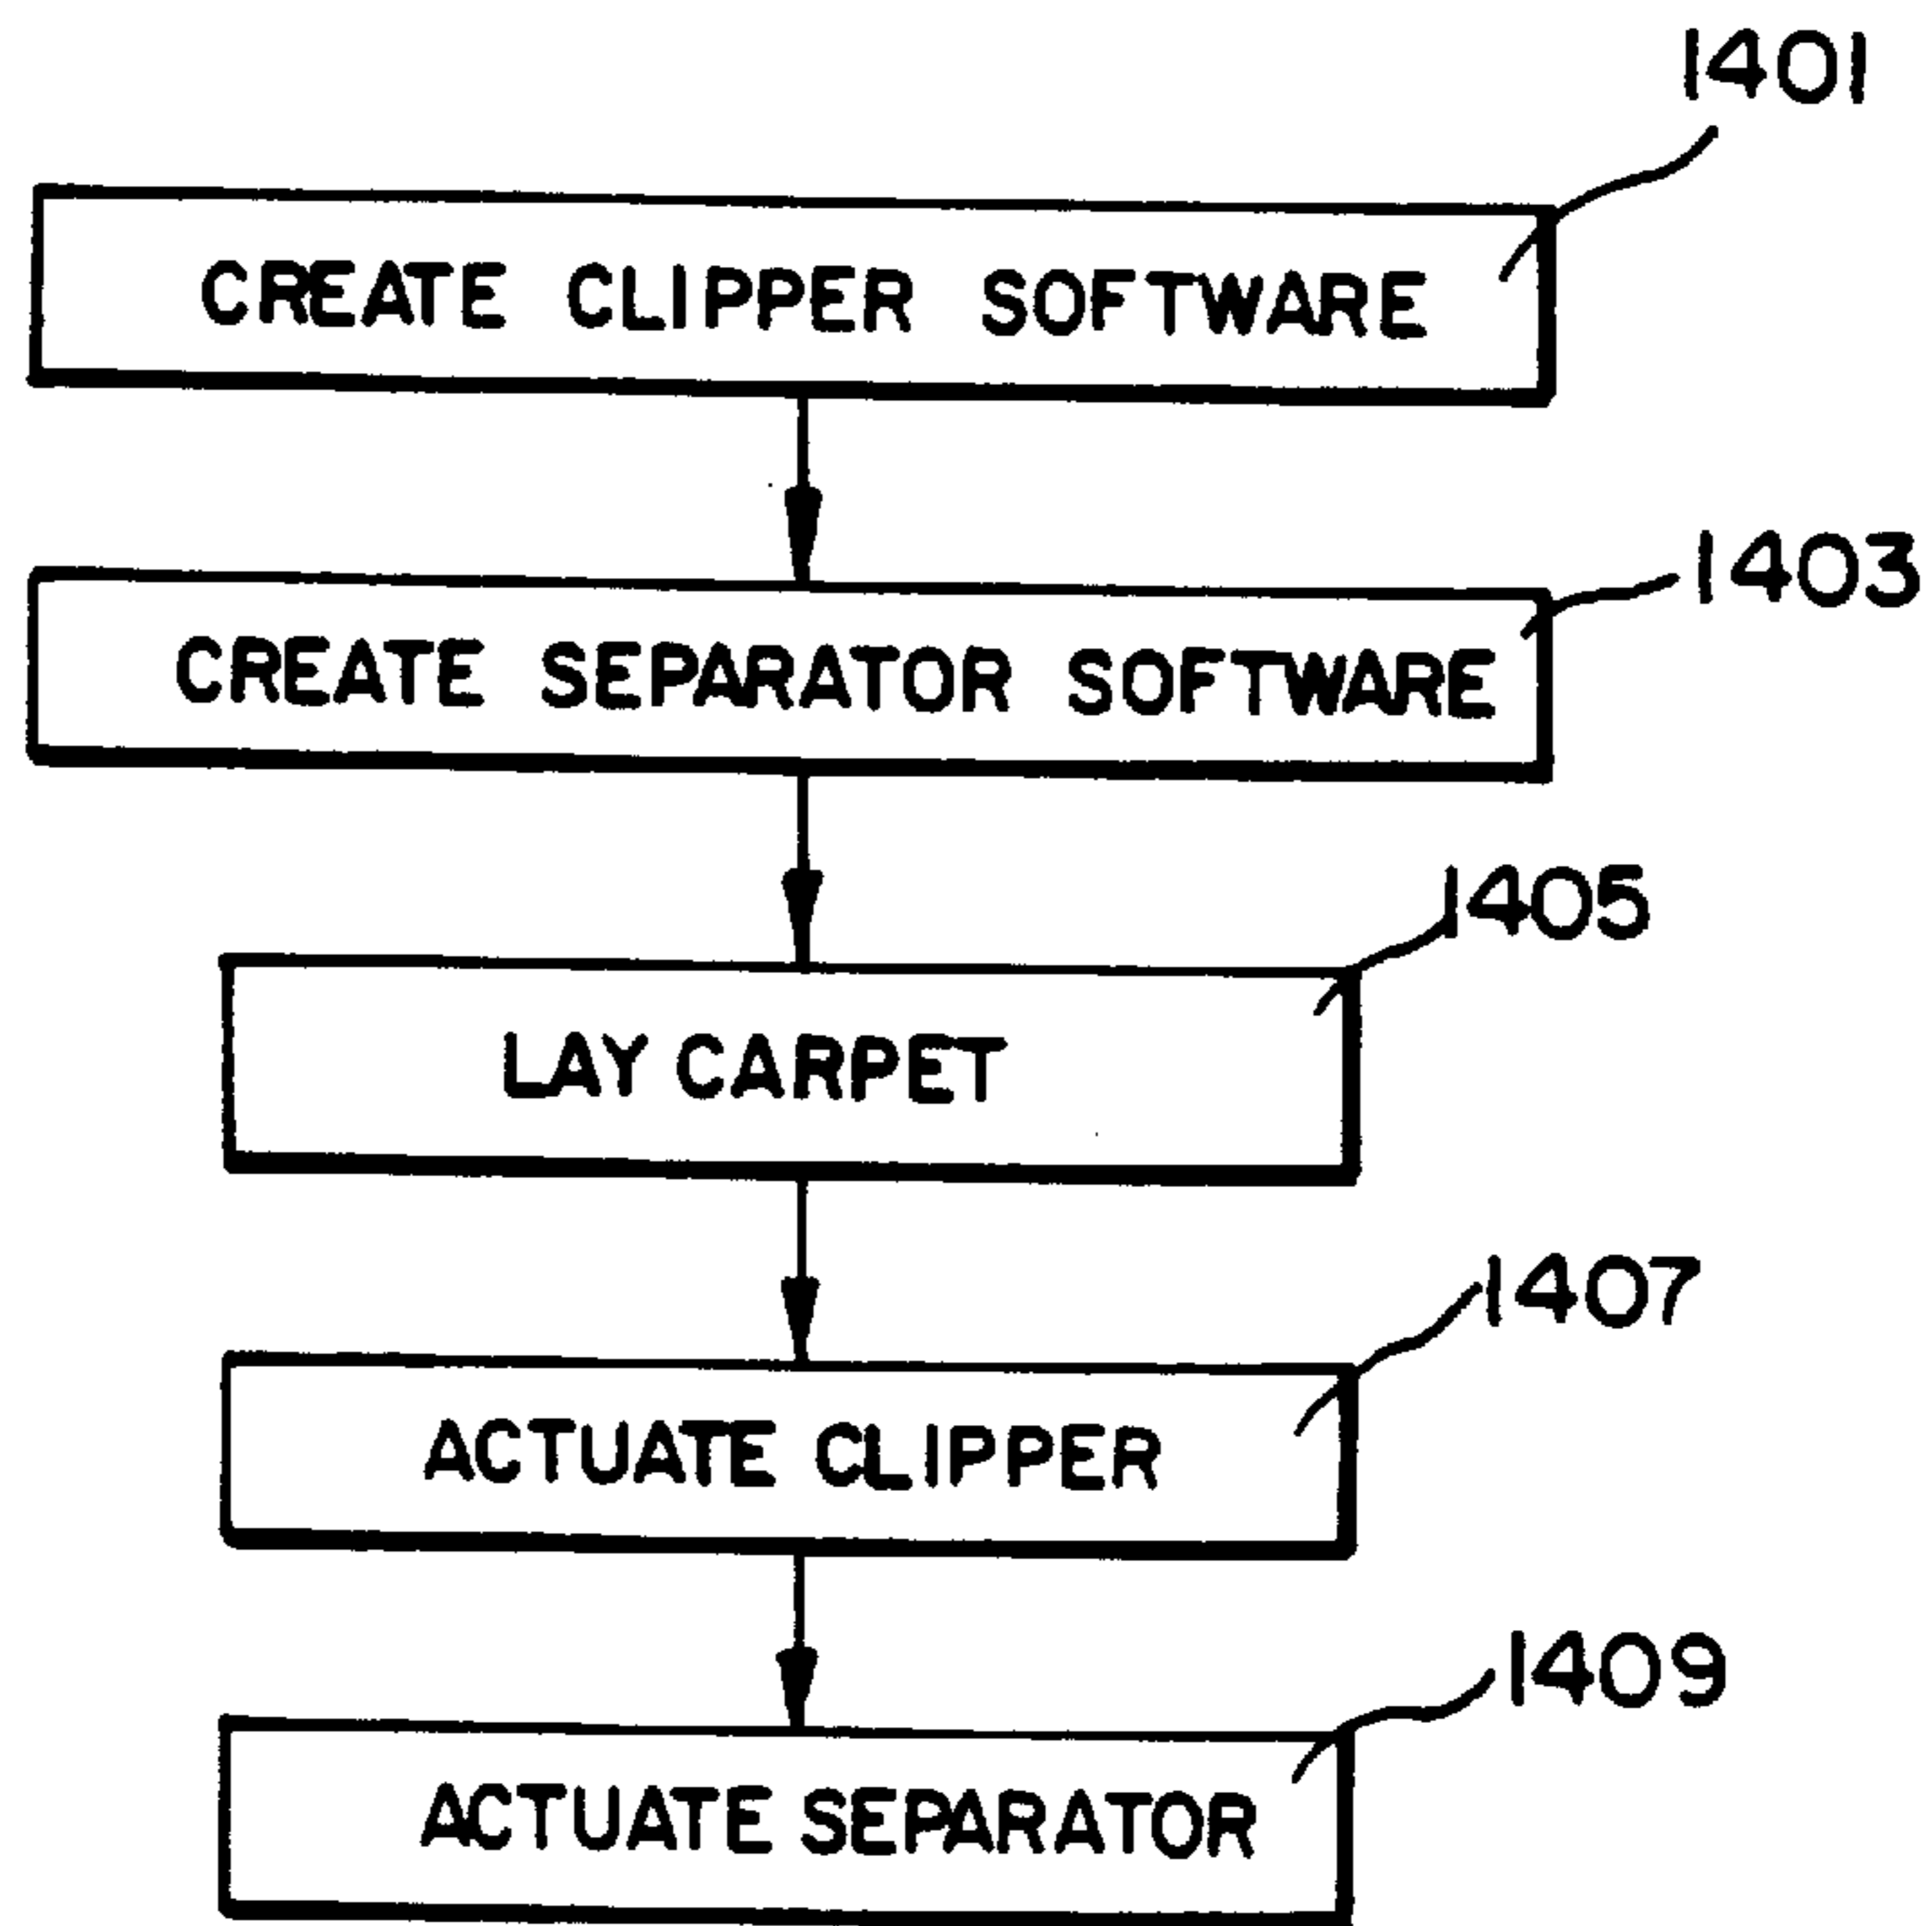 1401
CREATE CLIPPER SOFTWARE
1403
CREATE SEPARATOR SOFTWARE
1405
LAY CARPET
1407
ACTUATE CLIPPER
1409
ACTUATE SEPARATOR